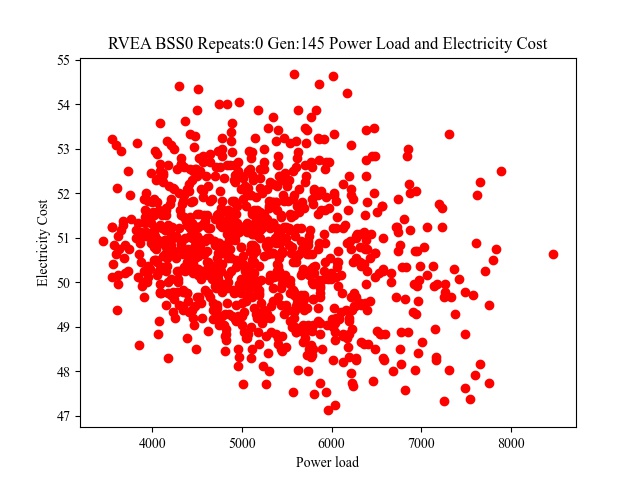 RVEA BSS0 Repeats:0 Gen:145 Power Load and Electricity Cost
55
54
53
52
51
50
49
48
47
Electricity Cost
4000 5000 6000 7000 8000
Power load